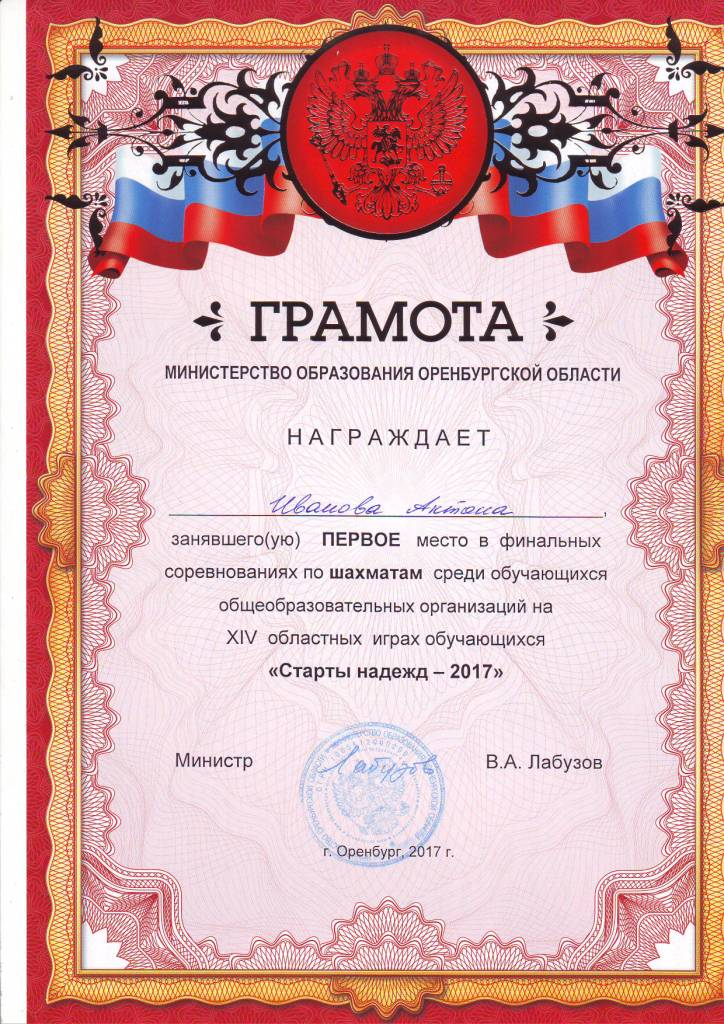 ГРАМОТА
МИНИСТЕРСТВО ОБРАЗОВАНИЯ ОРЕНБУРГСКОЙ ОБЛАСТИ
НАГРАЖДАЕТ
Иванова Антона,
занявшего(ую) ПЕРВОЕ место в финальных
соревнованиях по шахматам среди обучающихся
общеобразовательных организаций на
XIV областных играх обучающихся
«Старты надежд – 2017»
Министр Лабузов В.А. Лабузов
г. Оренбург, 2017 г.